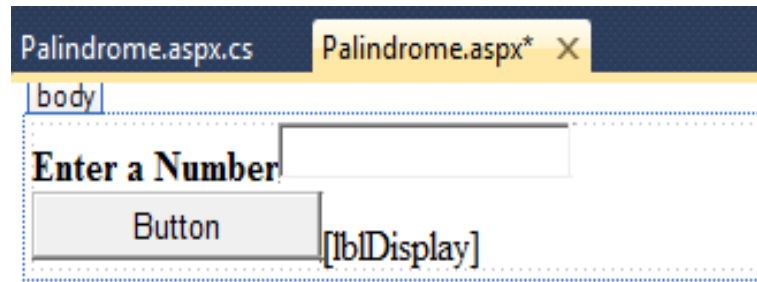 Palindrome.aspx.cs Palindrome.aspx* ×
body
Enter a Number
Button [lblDisplay]